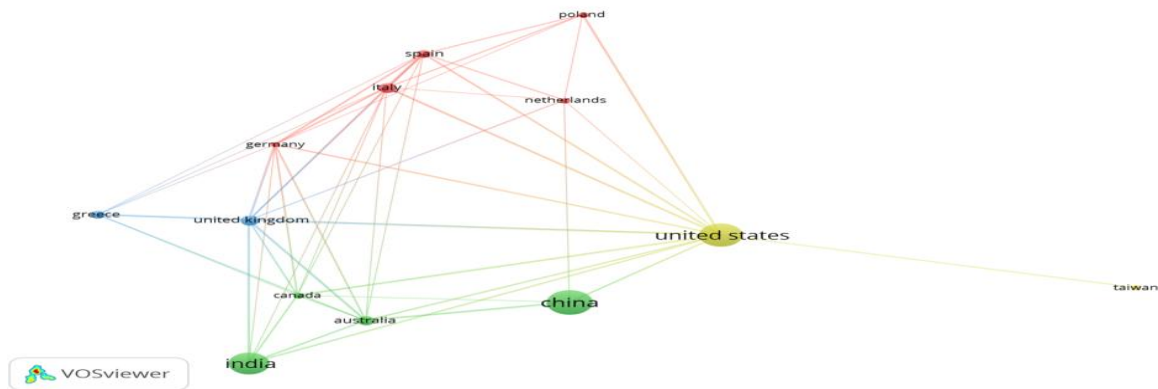 poland
spain
italy
netherlands
germany
greece
united kingdom
united states
taiwan
canada
china
australia
india
VOSviewer